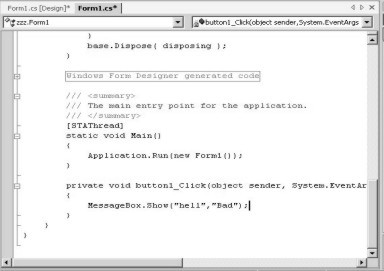 Form1.cs [Design]* Form1.cs*
zzz.Form1 button1_Click(object sender,System.EventArgs
}
base.Dispose( disposing );
}
Windows Form Designer generated code
/// <summary>
/// The main entry point for the application.
/// </summary>
[STAThread]
static void Main()
{
Application.Run(new Form1());
}
private void button1_Click(object sender, System.EventAr
{
MessageBox.Show("hell","Bad");
}
}
}